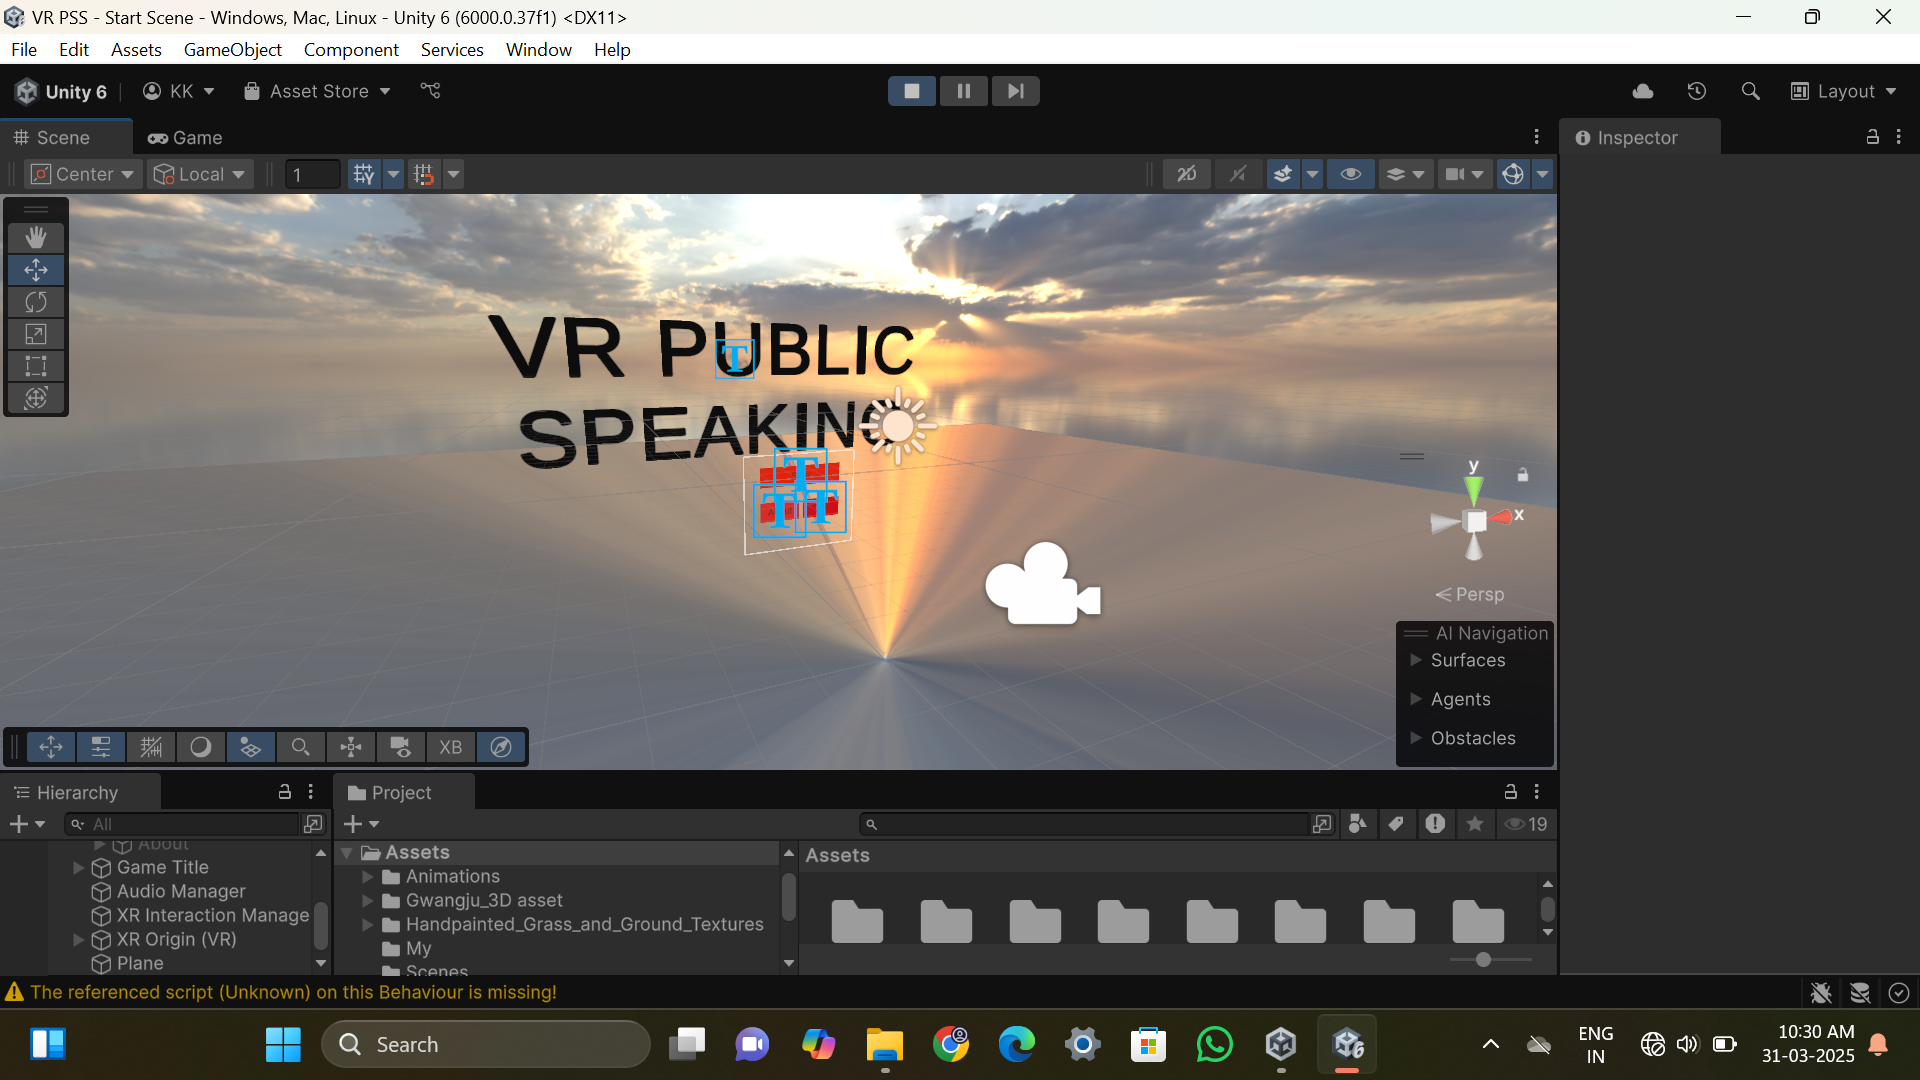 VR PSS - Start Scene - Windows, Mac, Linux - Unity 6 (6000.0.37f1) <DX11>
File Edit Assets GameObject Component Services Window Help
Unity 6 KK Asset Store Layout
Scene Game Inspector
Center Local 1 2D
VR PUBLIC
SPEAKING
y
x
Persp
AI Navigation
Surfaces
Agents
Obstacles
XB
Hierarchy Project
All 19
About
Game Title
Audio Manager
XR Interaction Manage
XR Origin (VR)
Plane
Assets
Animations
Gwangju_3D asset
Handpainted_Grass_and_Ground_Textures
My
Scenes
Assets
The referenced script (Unknown) on this Behaviour is missing!
Search
ENG
IN
10:30 AM
31-03-2025